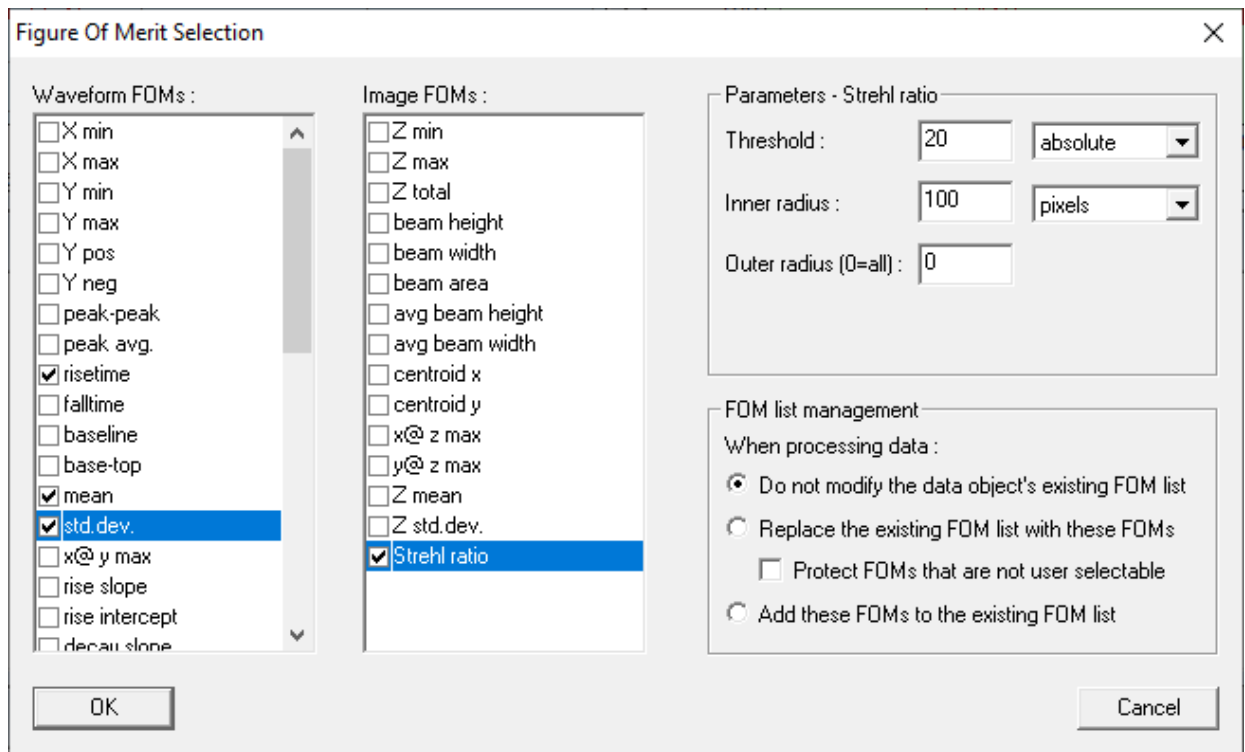 Figure Of Merit Selection
Waveform FOMs :
X min
X max
Y min
Y max
Y pos
Y neg
peak-peak
peak avg.
risetime
falltime
baseline
base-top
mean
std.dev.
x@ y max
rise slope
rise intercept
decay slope
Image FOMs :
Z min
Z max
Z total
beam height
beam width
beam area
avg beam height
avg beam width
centroid x
centroid y
x@ z max
y@ z max
Z mean
Z std.dev.
Strehl ratio
Parameters - Strehl ratio
Threshold : 20 absolute
Inner radius : 100 pixels
Outer radius (0=all) : 0
FOM list management
When processing data :
Do not modify the data object's existing FOM list
Replace the existing FOM list with these FOMs
Protect FOMs that are not user selectable
Add these FOMs to the existing FOM list
OK
Cancel